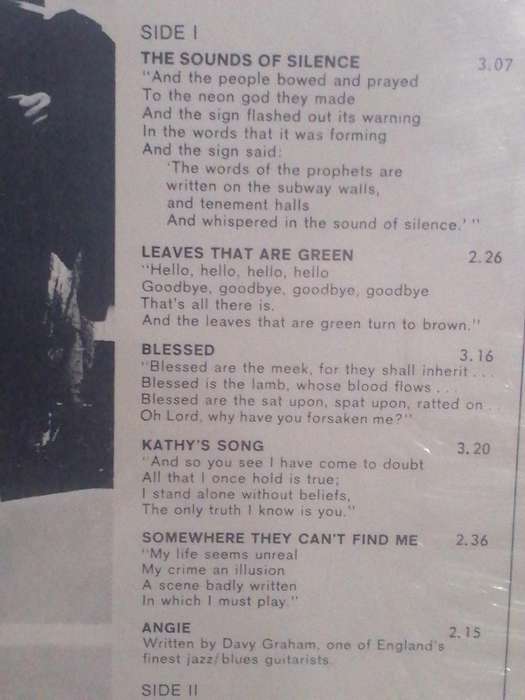 SIDE I
THE SOUNDS OF SILENCE 3.07
"And the people bowed and prayed
To the neon god they made
And the sign flashed out its warning
In the words that it was forming
And the sign said:
'The words of the prophets are
written on the subway walls,
and tenement halls
And whispered in the sound of silence.' "
LEAVES THAT ARE GREEN 2.26
"Hello, hello, hello, hello
Goodbye, goodbye, goodbye, goodbye
That's all there is.
And the leaves that are green turn to brown."
BLESSED 3.16
"Blessed are the meek, for they shall inherit . . .
Blessed is the lamb, whose blood flows . . .
Blessed are the sat upon, spat upon, ratted on . .
Oh Lord, why have you forsaken me?"
KATHY'S SONG 3.20
"And so you see I have come to doubt
All that I once hold is true;
I stand alone without beliefs,
The only truth I know is you."
SOMEWHERE THEY CAN'T FIND ME 2.36
"My life seems unreal
My crime an illusion
A scene badly written
In which I must play."
ANGIE 2.15
Written by Davy Graham, one of England's
finest jazz/blues guitarists.
SIDE II